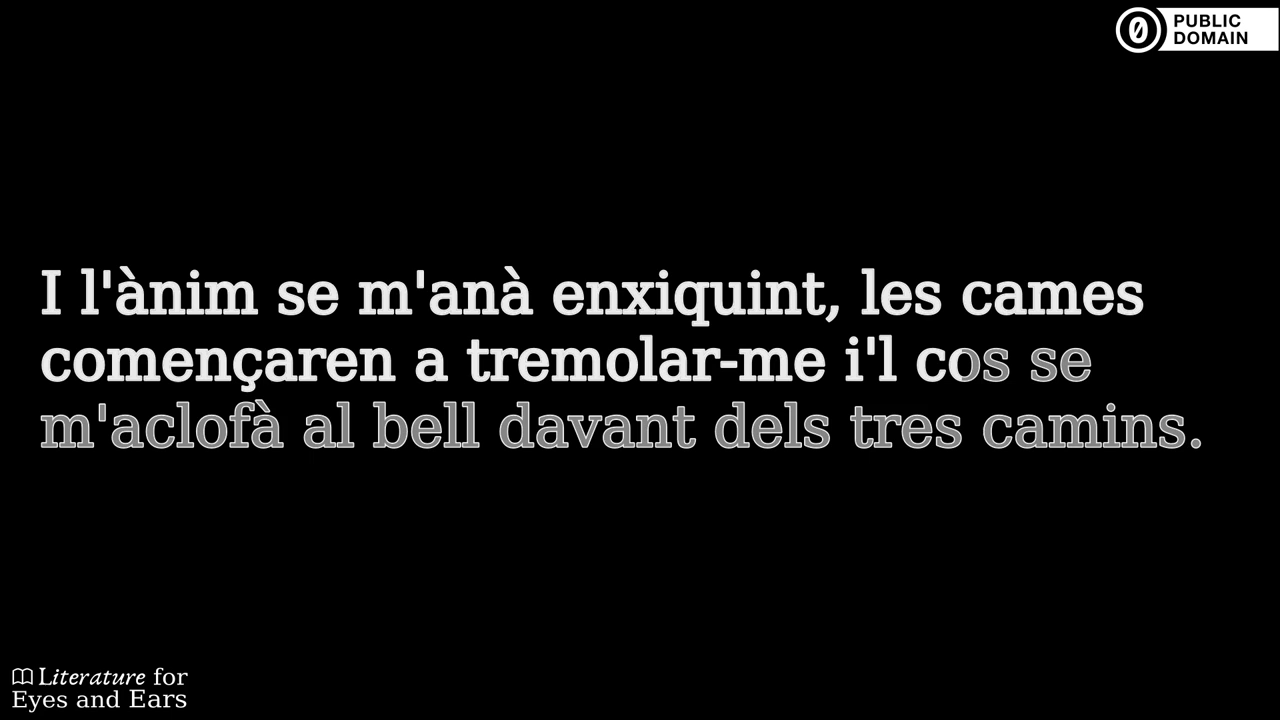 PUBLIC
DOMAIN
I l'ànim se m'anà enxiquint, les cames
començaren a tremolar-me i'l cos se
m'aclofà al bell davant dels tres camins.
Literature for
Eyes and Ears